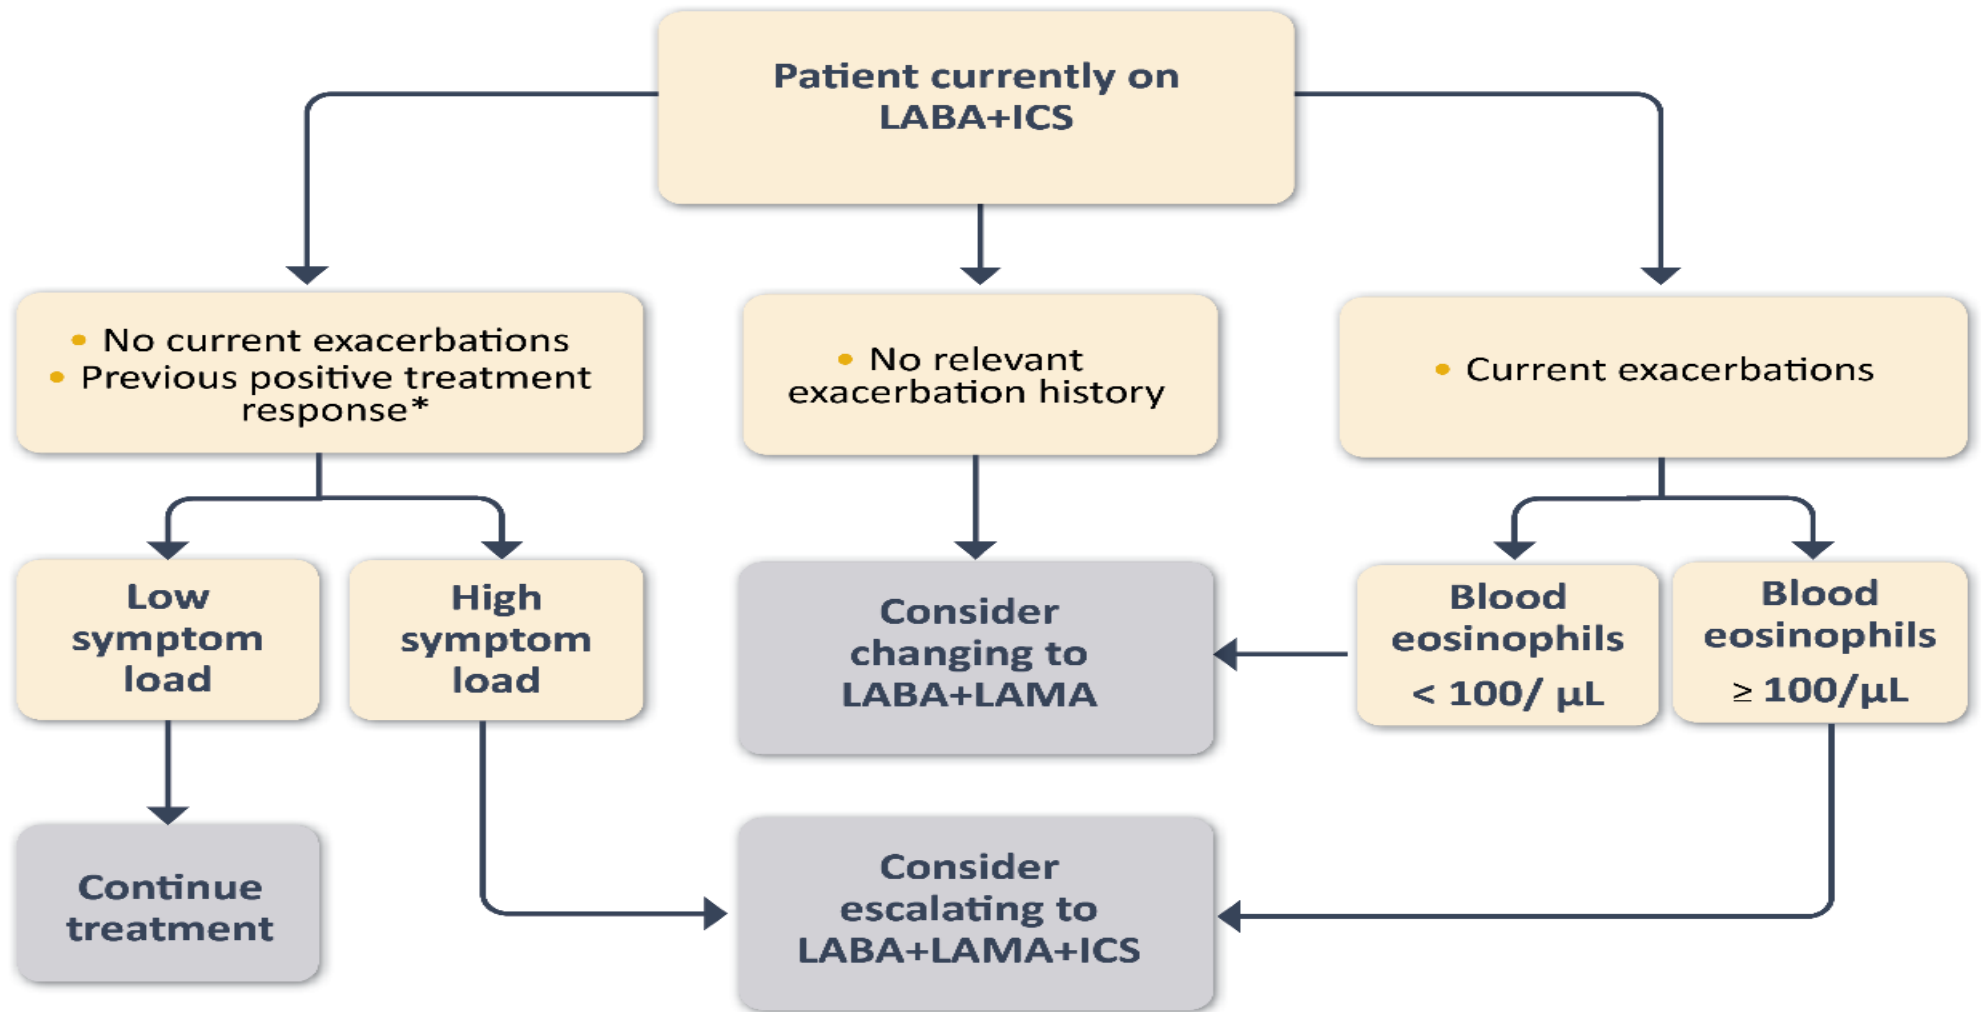 Patient currently on
LABA+ICS
• No current exacerbations
• Previous positive treatment
response*
• No relevant
exacerbation history
• Current exacerbations
Low
symptom
load
High
symptom
load
Consider
changing to
LABA+LAMA
Blood
eosinophils
< 100/ µL
Blood
eosinophils
≥ 100/µL
Continue
treatment
Consider
escalating to
LABA+LAMA+ICS